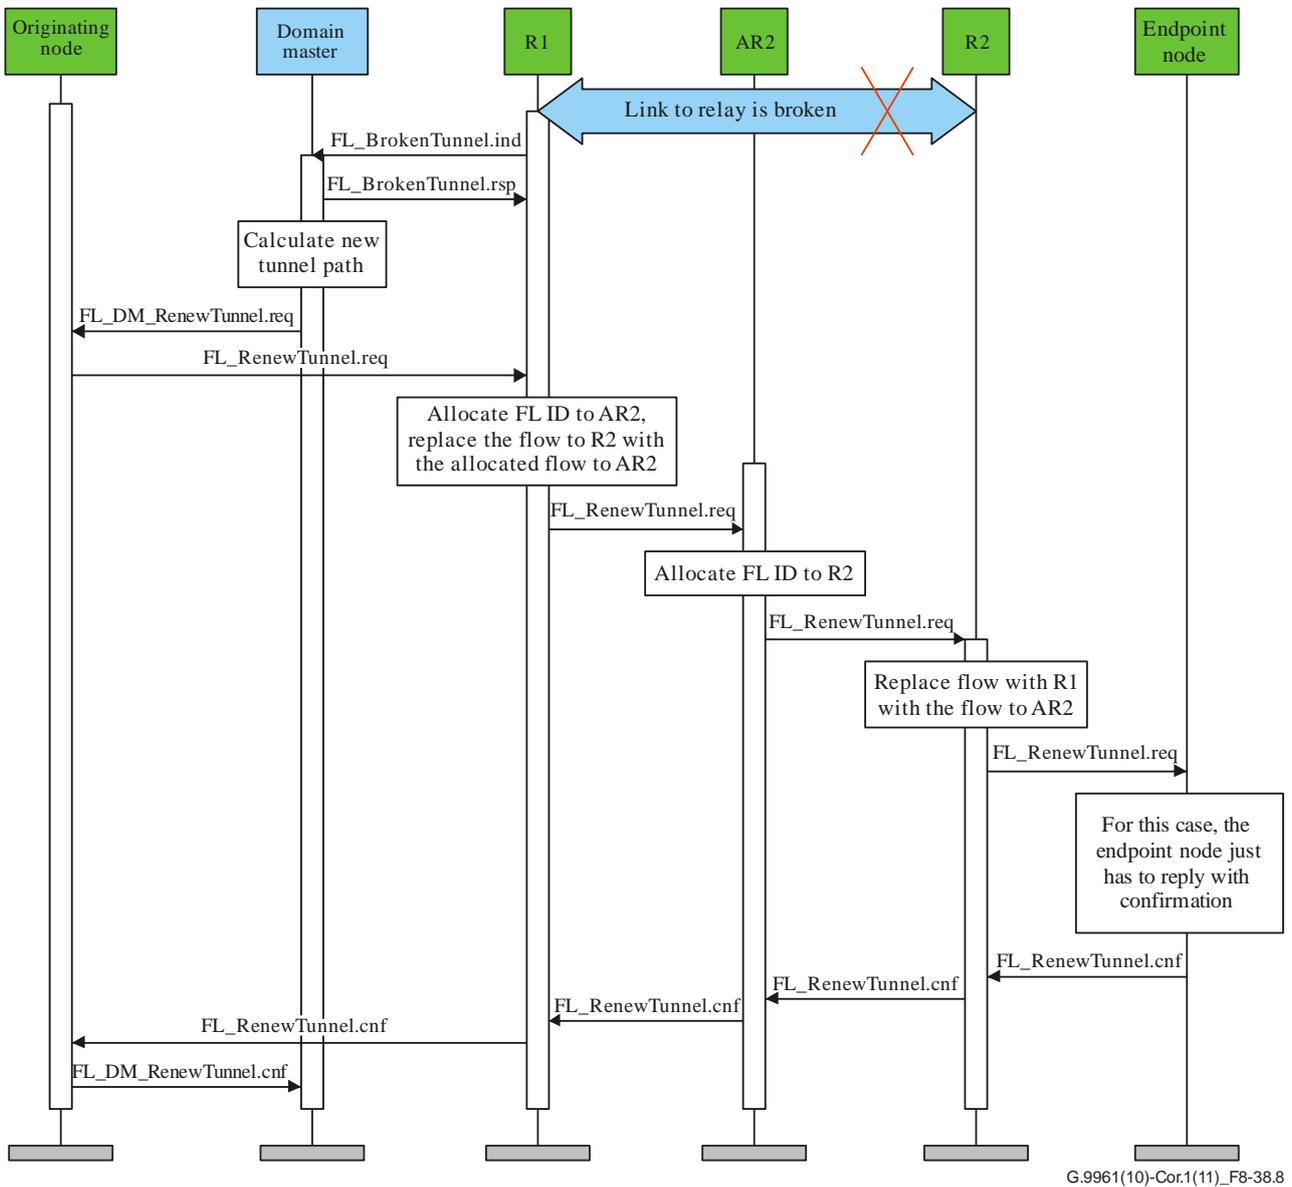 Originating
node
Domain
master
R1
AR2
R2
Endpoint
node
Link to relay is broken
FL_BrokenTunnel.ind
FL_BrokenTunnel.rsp
Calculate new
tunnel path
FL_DM_RenewTunnel.req
FL_RenewTunnel.req
Allocate FL ID to AR2,
replace the flow to R2 with
the allocated flow to AR2
FL_RenewTunnel.req
Allocate FL ID to R2
FL_RenewTunnel.req
Replace flow with R1
with the flow to AR2
FL_RenewTunnel.req
For this case, the
endpoint node just
has to reply with
confirmation
FL_RenewTunnel.cnf
FL_RenewTunnel.cnf
FL_RenewTunnel.cnf
FL_RenewTunnel.cnf
FL_DM_RenewTunnel.cnf
G.9961(10)-Cor.1(11)_F8-38.8